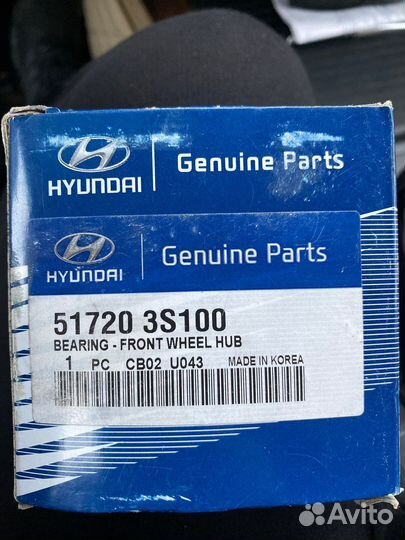 HYUNDAI
Genuine Parts
HYUNDAI
Genuine Parts
51720 3S100
BEARING - FRONT WHEEL HUB
1 PC CB02 U043 MADE IN KOREA
Avito